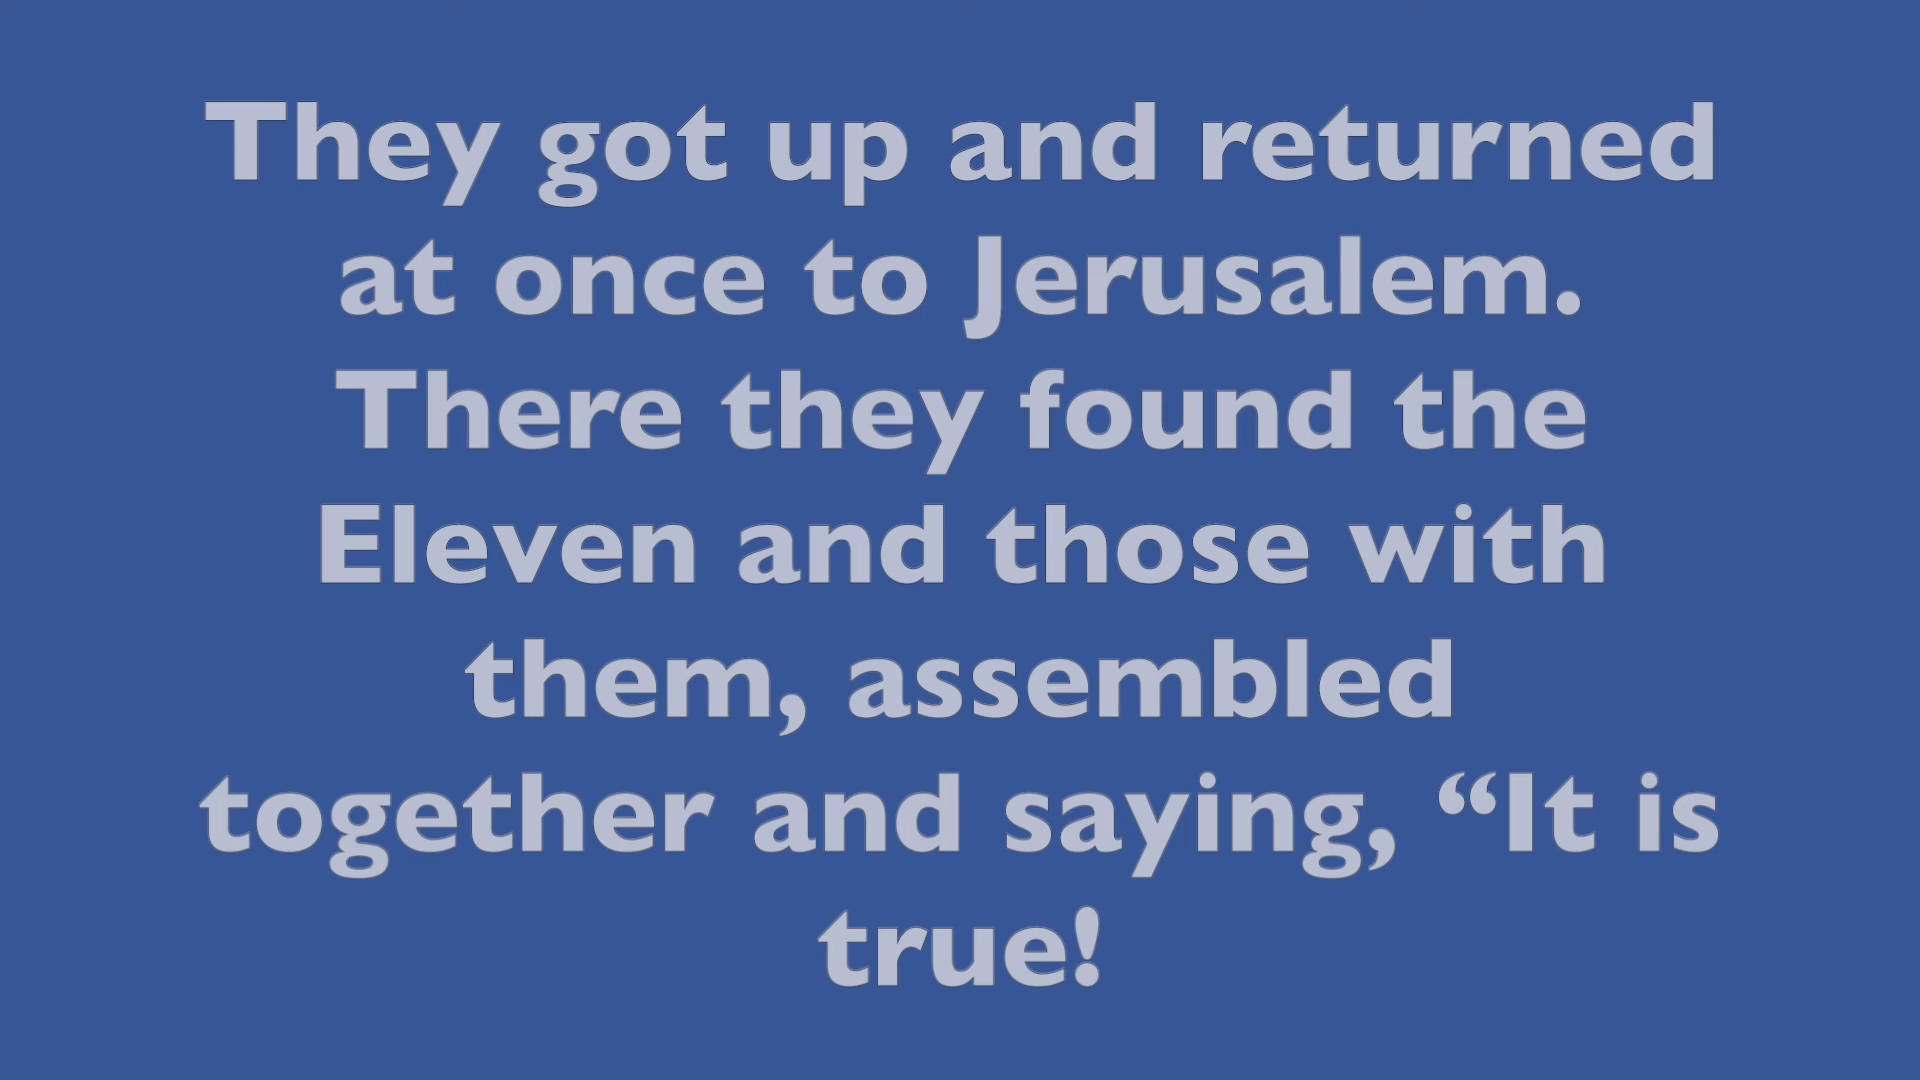 They got up and returned
at once to Jerusalem.
There they found the
Eleven and those with
them, assembled
together and saying, “It is
true!